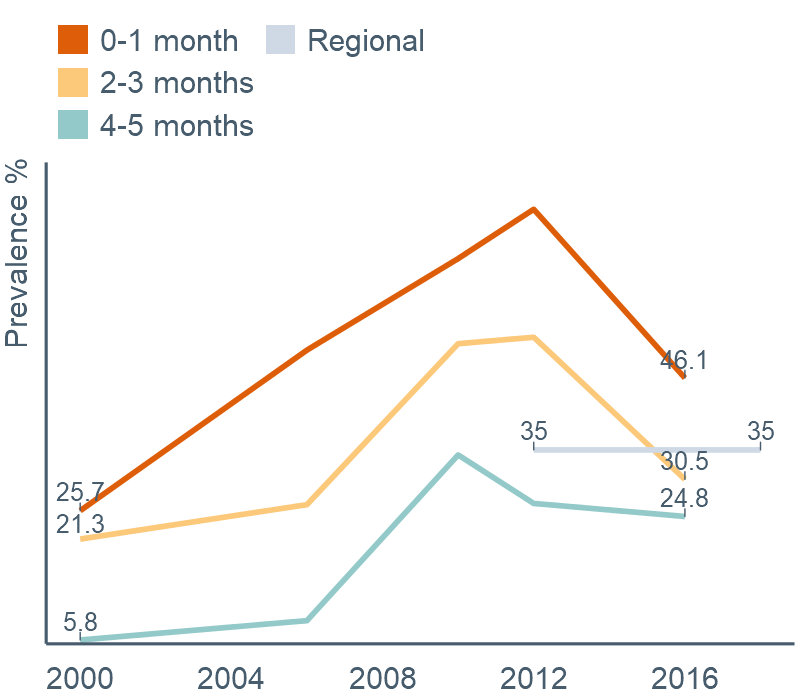 0-1 month
Regional
2-3 months
4-5 months
Prevalence %
46.1
35
35
30.5
25.7
24.8
21.3
5.8
2000
2004
2008
2012
2016